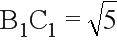 B₁C₁ = √5